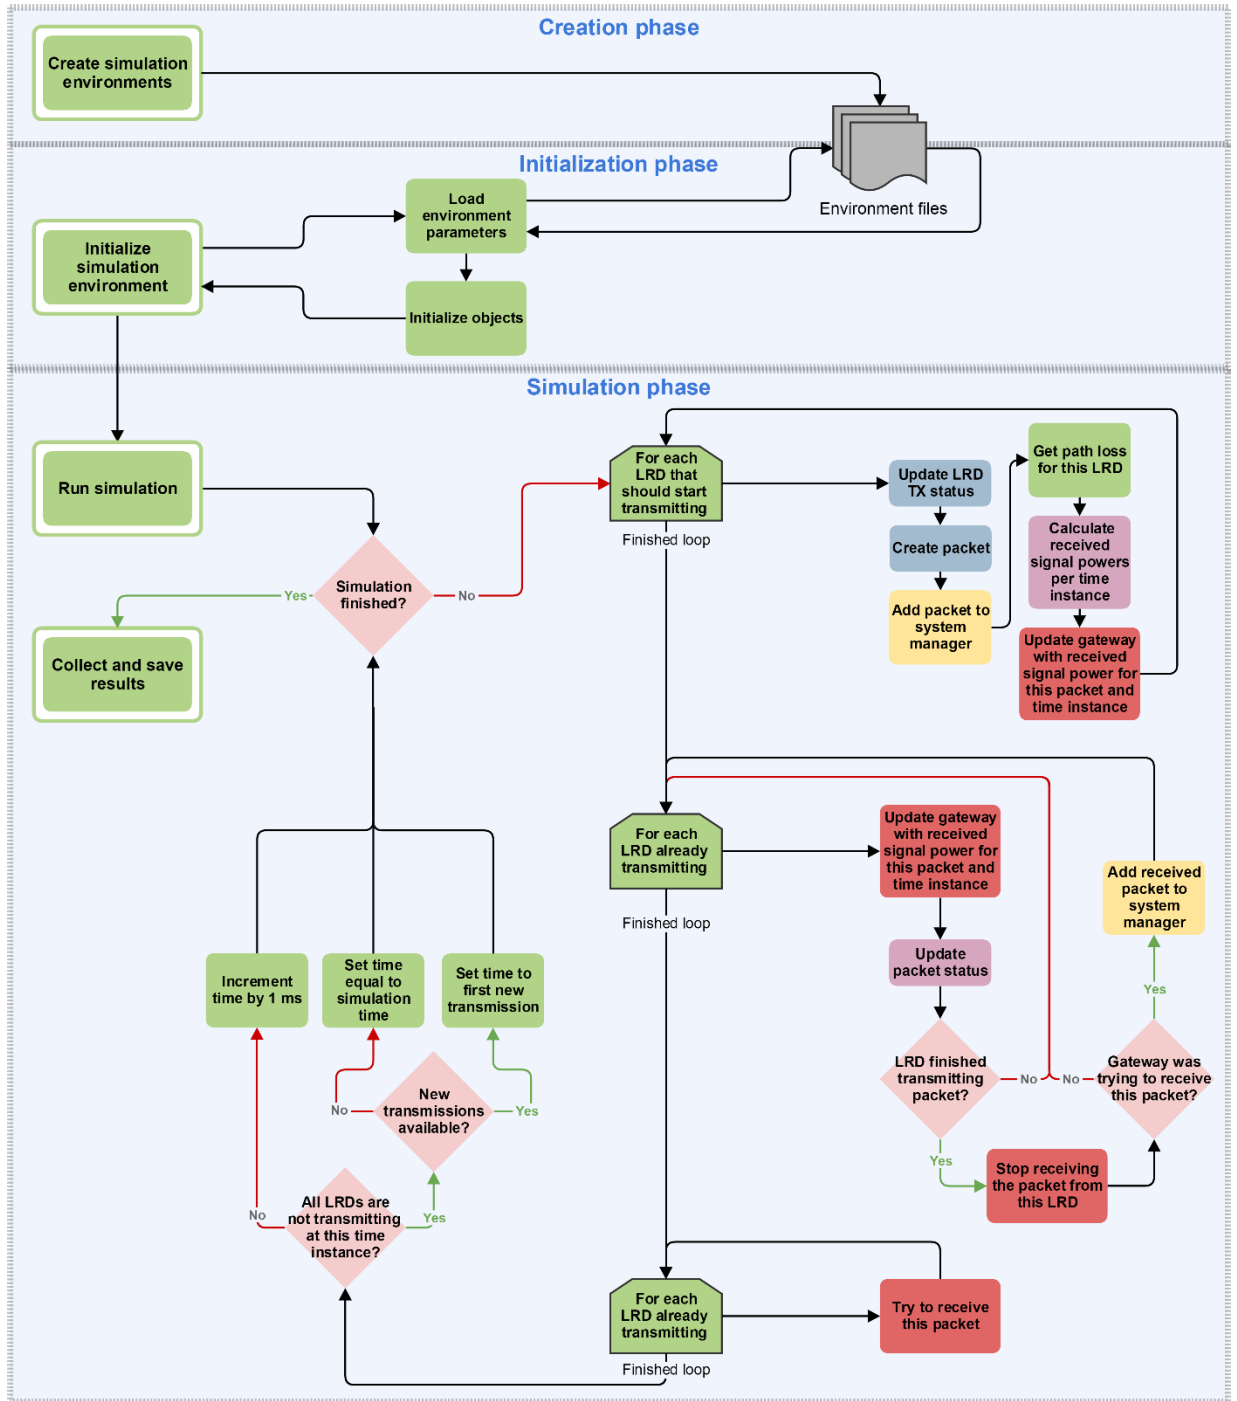 Creation phase
Create simulation
environments
Environment files
Initialization phase
Load
environment
parameters
Initialize
simulation
environment
Initialize objects
Simulation phase
Run simulation
Simulation
finished?
Yes
No
Collect and save
results
For each
LRD that
should start
transmitting
Finished loop
Update LRD
TX status
Create packet
Add packet to
system
manager
Get path loss
for this LRD
Calculate
received
signal powers
per time
instance
Update gateway
with received
signal power for
this packet and
time instance
For each
LRD already
transmitting
Finished loop
Update gateway
with received
signal power for
this packet and
time instance
Update
packet status
LRD finished
transmitting
packet?
No
Yes
Stop receiving
the packet from
this LRD
Gateway was
trying to receive
this packet?
No
Yes
Add received
packet to
system
manager
For each
LRD already
transmitting
Finished loop
Try to receive
this packet
All LRDs are
not transmitting
at this time
instance?
No
Yes
New
transmissions
available?
No
Yes
Increment
time by 1 ms
Set time
equal to
simulation
time
Set time to
first new
transmission